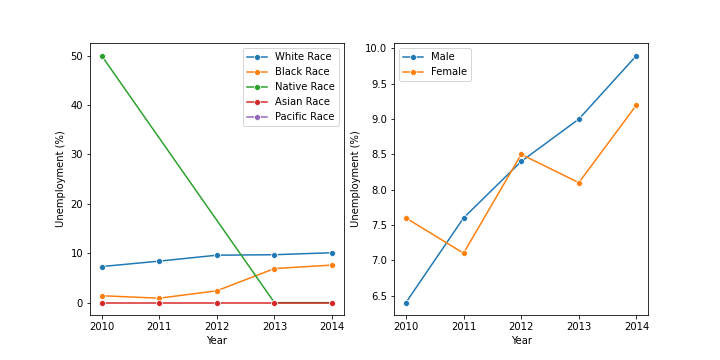 White Race
Black Race
Native Race
Asian Race
Pacific Race
50
40
30
20
10
0
Unemployment (%)
2010 2011 2012 2013 2014
Year
Male
Female
10.0
9.5
9.0
8.5
8.0
7.5
7.0
6.5
Unemployment (%)
2010 2011 2012 2013 2014
Year